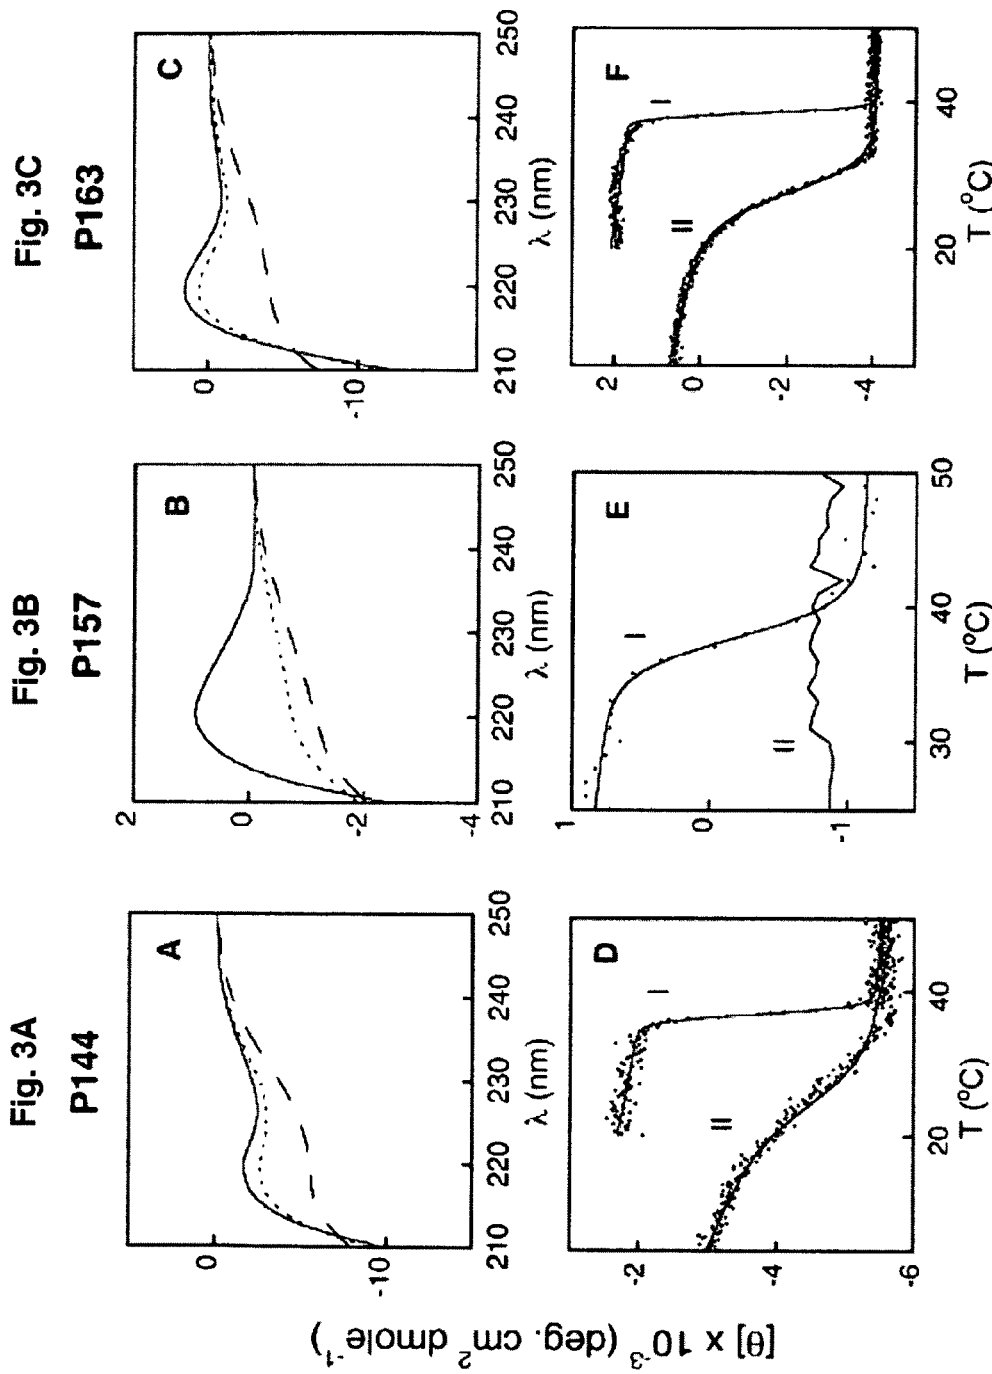 Fig. 3A
P144
Fig. 3B
P157
Fig. 3C
P163
[θ] x 10⁻³ (deg. cm² dmole⁻¹)
A
0
-10
210
220
230
240
250
λ (nm)
B
2
0
-2
-4
210
220
230
240
250
λ (nm)
C
0
-10
210
220
230
240
250
λ (nm)
D
I
II
-2
-4
-6
20
40
T (°C)
E
I
II
1
0
-1
30
40
50
T (°C)
F
I
II
2
0
-2
-4
20
40
T (°C)